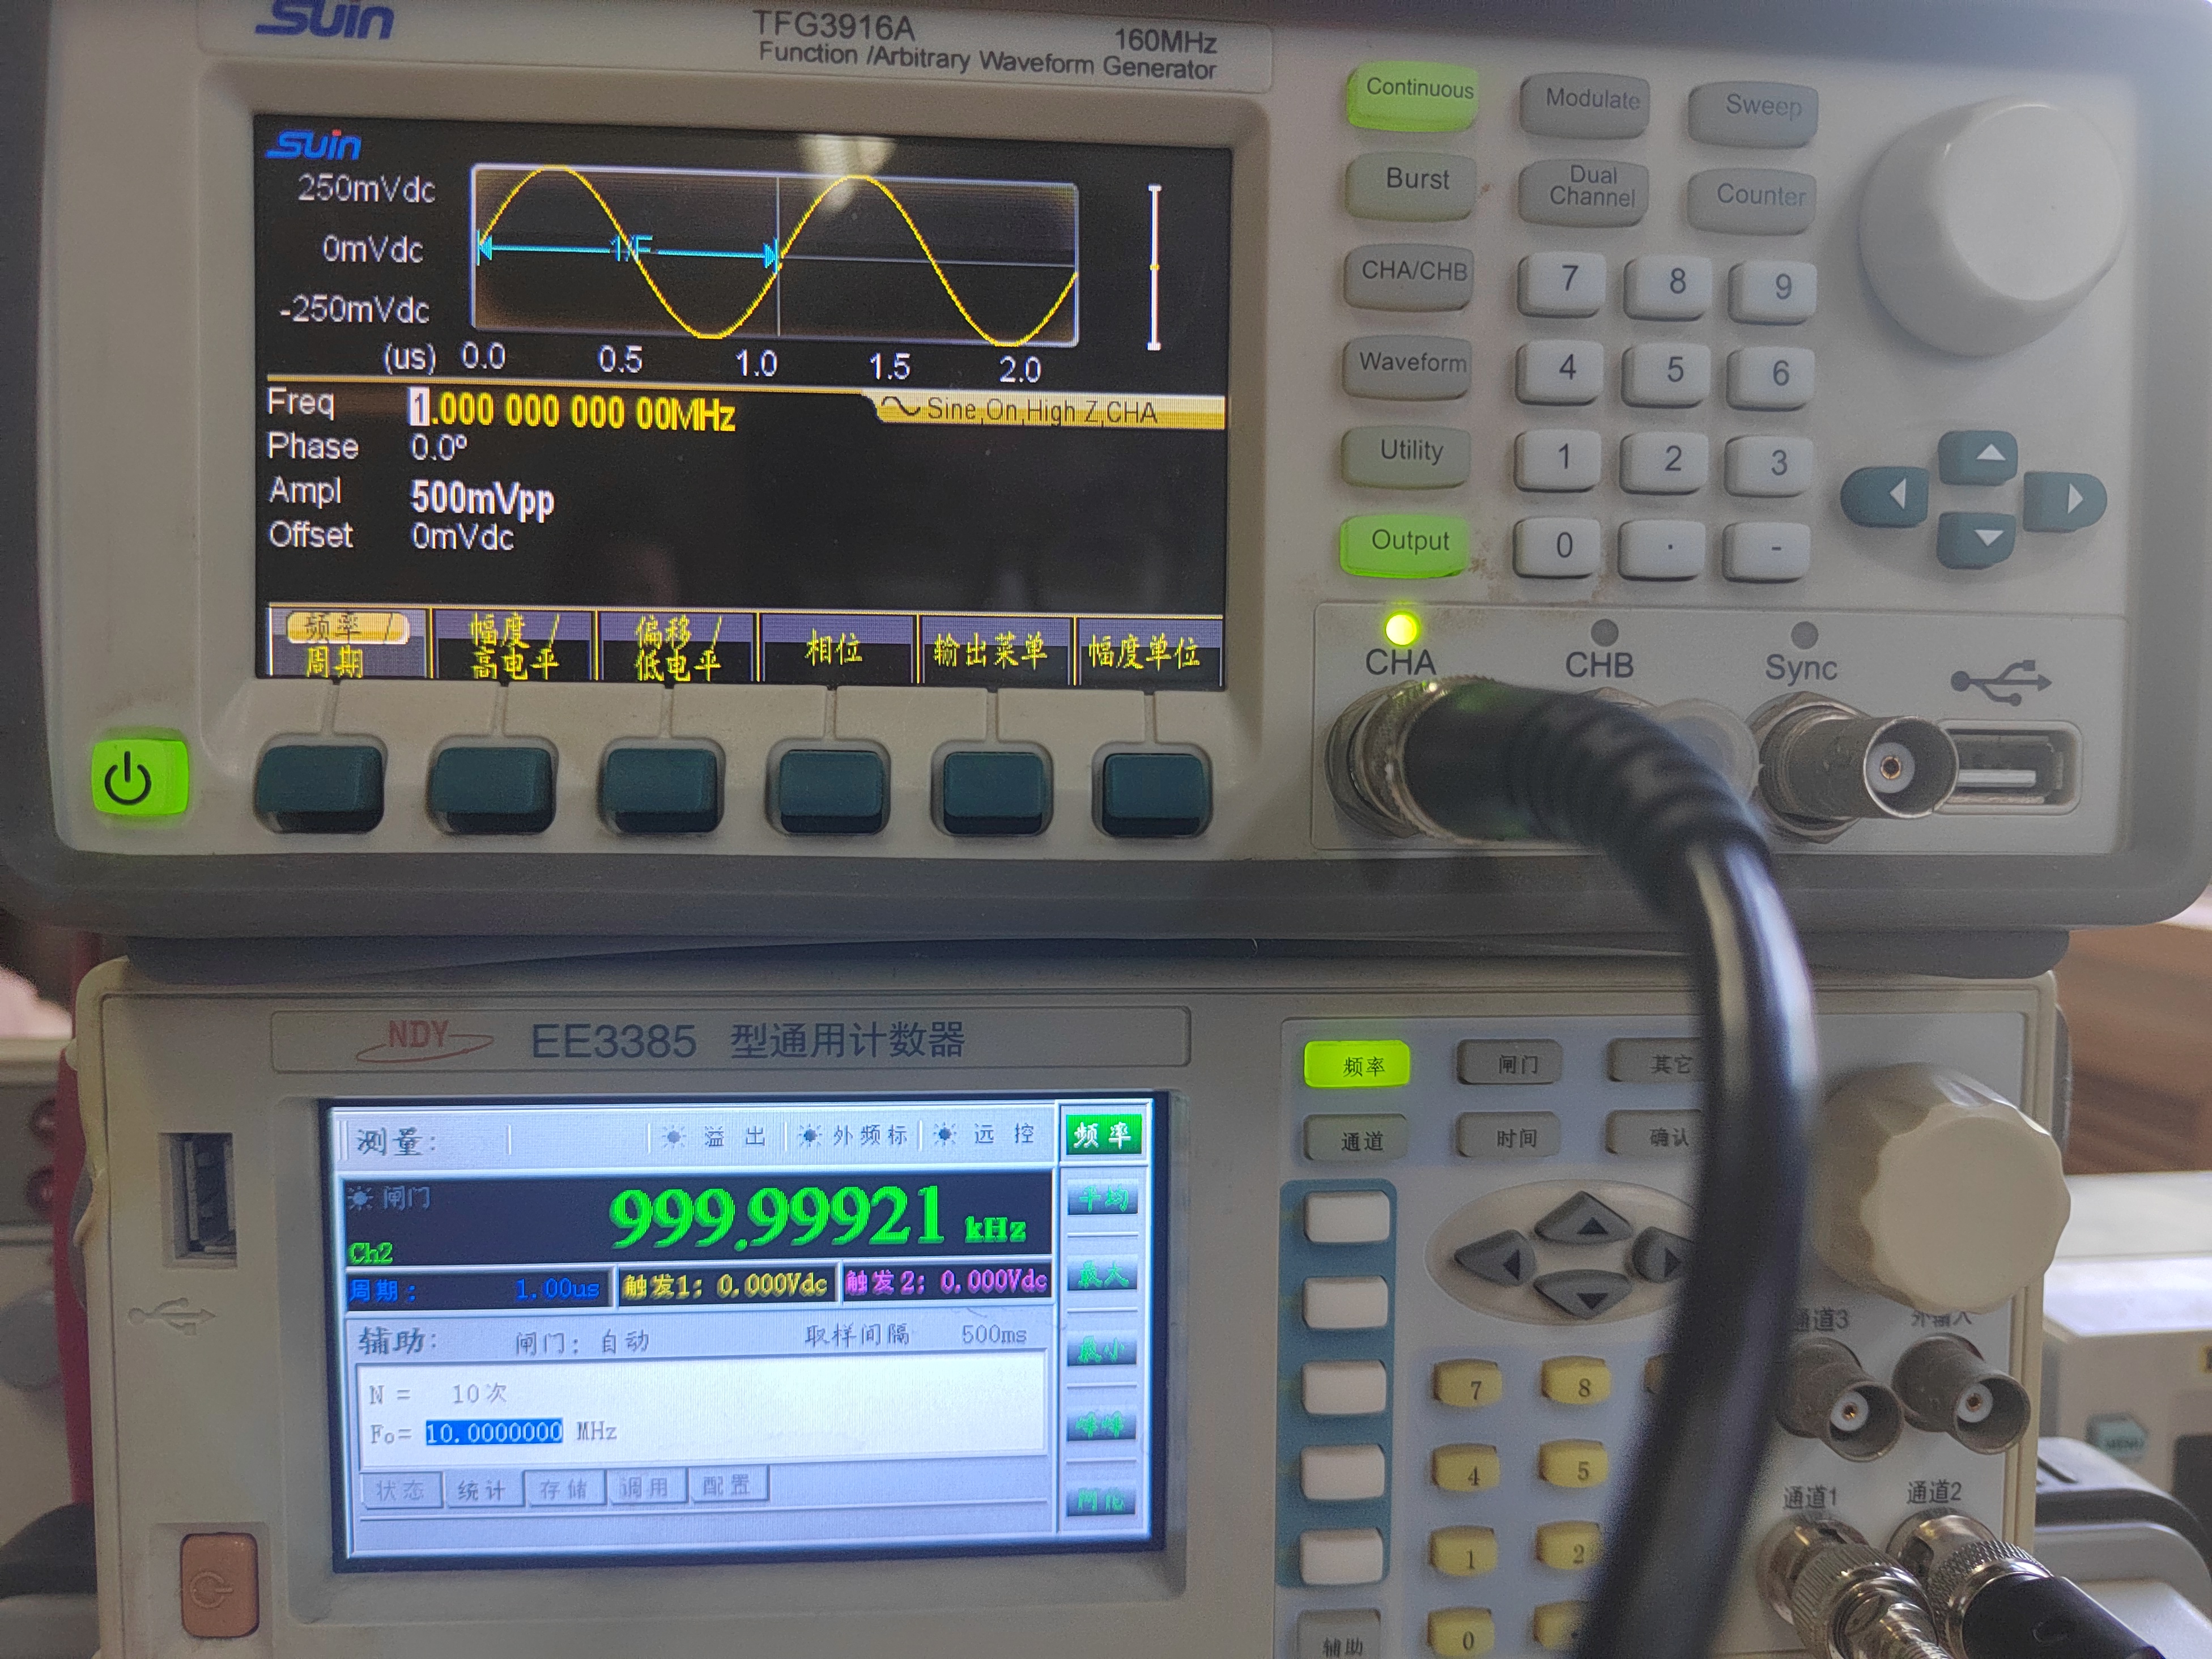 SUIN
TFG3916A
160MHz
Function /Arbitrary Waveform Generator
SUIN
250mVdc
0mVdc
-250mVdc
1/F
(us) 0.0 0.5 1.0 1.5 2.0
Freq 1.000 000 000 00MHz
Sine,On,High Z,CHA
Phase 0.0º
Ampl 500mVpp
Offset 0mVdc
频率/周期
幅度/高电平
偏移/低电平
相位
输出菜单
幅度单位
Continuous Modulate Sweep
Burst Dual Channel Counter
CHA/CHB 7 8 9
Waveform 4 5 6
Utility 1 2 3
Output 0 . -
CHA CHB Sync
NDY EE3385 型通用计数器
测量: 溢出 外频标 远控 频率
闸门 999.99921 kHz
Ch2
平均
周期: 1.00us 触发1: 0.000Vdc 触发2: 0.000Vdc
最大
辅助: 闸门: 自动 取样间隔 500ms
最小
N = 10次
F₀= 10.0000000 MHz
峰峰
状态 统计 存储 调用 配置
频率 闸门 其它
通道 时间 确认
7 8
4 5
1 2
辅助 0
通道3 外输入
通道1 通道2
MENU